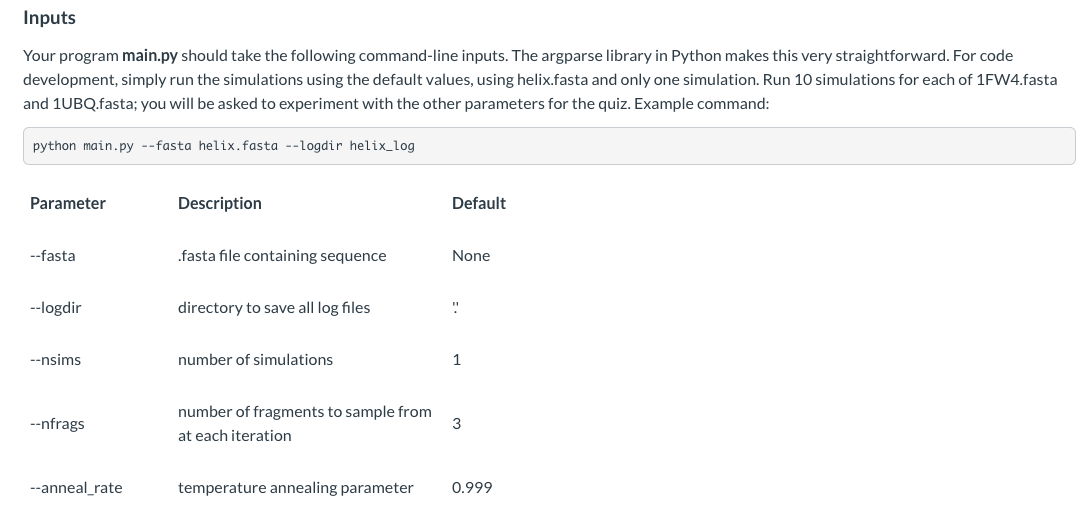 Inputs
Your program main.py should take the following command-line inputs. The argparse library in Python makes this very straightforward. For code
development, simply run the simulations using the default values, using helix.fasta and only one simulation. Run 10 simulations for each of 1FW4.fasta
and 1UBQ.fasta; you will be asked to experiment with the other parameters for the quiz. Example command:
python main.py --fasta helix.fasta --logdir helix_log
Parameter Description Default
--fasta .fasta file containing sequence None
--logdir directory to save all log files '.'
--nsims number of simulations 1
number of fragments to sample from
--nfrags 3
at each iteration
--anneal_rate temperature annealing parameter 0.999